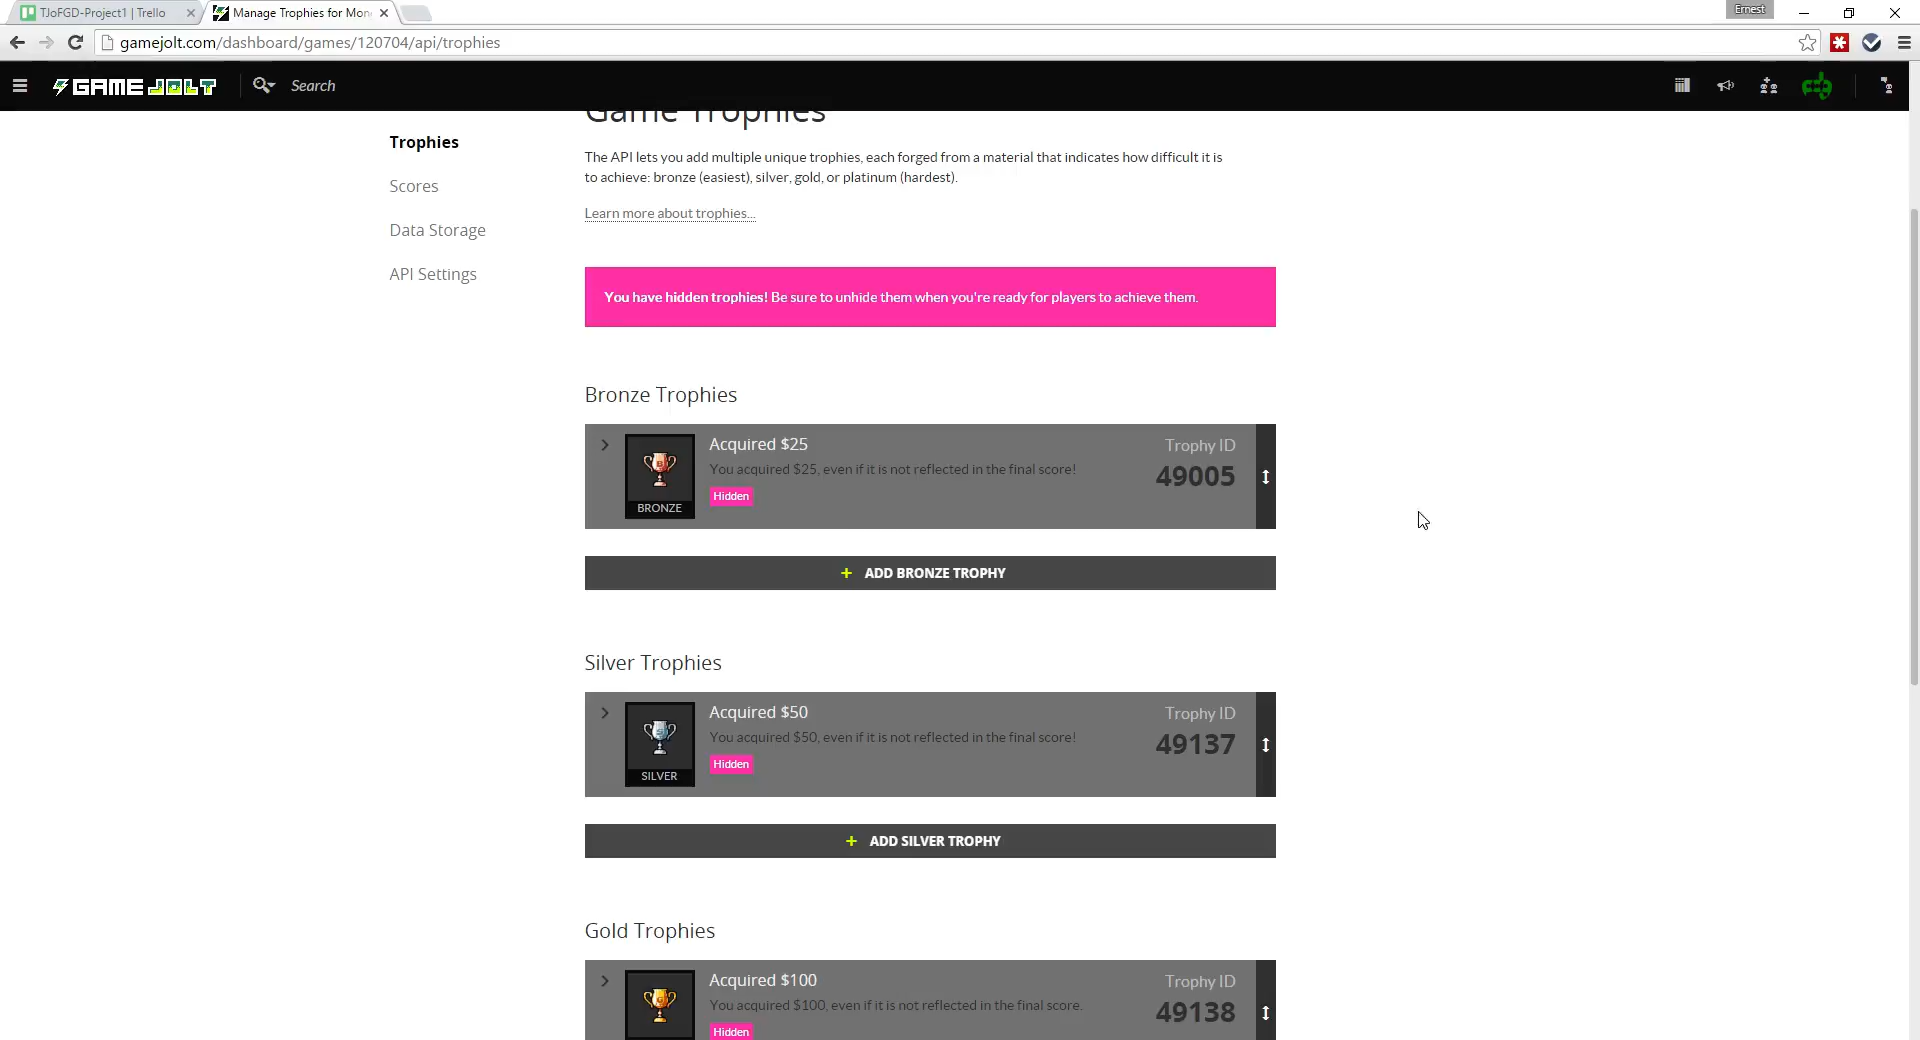 TJoFGD-Project1 | Trello
Manage Trophies for Mon
Ernest
gamejolt.com/dashboard/games/120704/api/trophies
GAME JOLT
Search
Game Trophies
Trophies
Scores
Data Storage
API Settings
The API lets you add multiple unique trophies, each forged from a material that indicates how difficult it is
to achieve: bronze (easiest), silver, gold, or platinum (hardest).
Learn more about trophies...
You have hidden trophies! Be sure to unhide them when you're ready for players to achieve them.
Bronze Trophies
BRONZE
Acquired $25
You acquired $25, even if it is not reflected in the final score!
Hidden
Trophy ID
49005
+ ADD BRONZE TROPHY
Silver Trophies
SILVER
Acquired $50
You acquired $50, even if it is not reflected in the final score!
Hidden
Trophy ID
49137
+ ADD SILVER TROPHY
Gold Trophies
Acquired $100
You acquired $100, even if it is not reflected in the final score.
Hidden
Trophy ID
49138